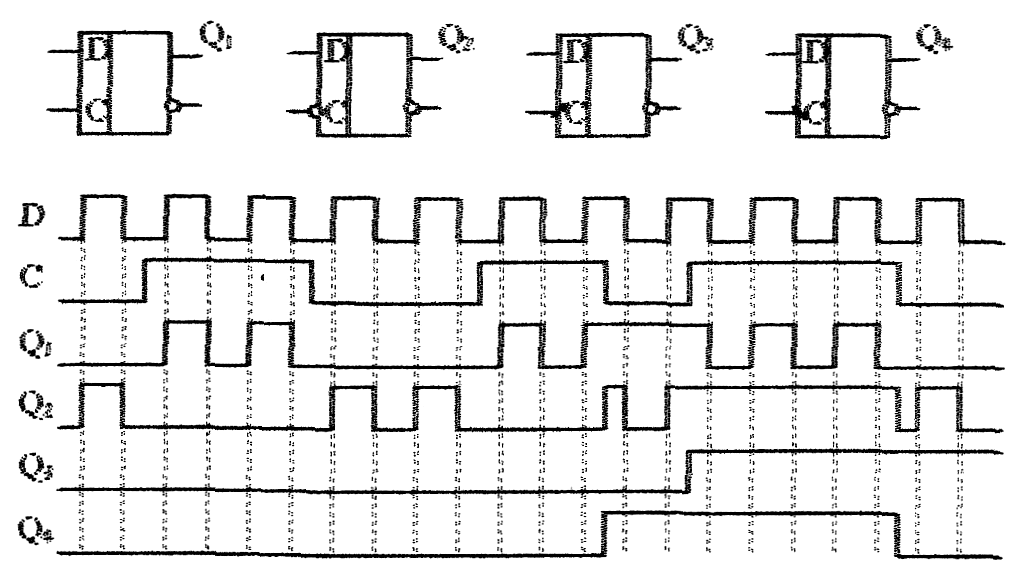 D Q₁ D Q₂ D Q₃ D Q₄
C C C C
D
C
Q₁
Q₂
Q₃
Q₄